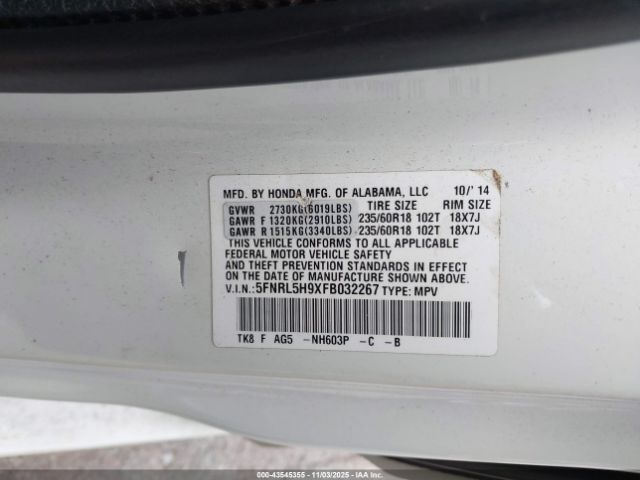 MFD. BY HONDA MFG. OF ALABAMA, LLC 10/'14
GVWR 2730KG(6019LBS) TIRE SIZE RIM SIZE
GAWR F 1320KG(2910LBS) 235/60R18 102T 18X7J
GAWR R 1515KG(3340LBS) 235/60R18 102T 18X7J
THIS VEHICLE CONFORMS TO ALL APPLICABLE
FEDERAL MOTOR VEHICLE SAFETY
AND THEFT PREVENTION STANDARDS IN EFFECT
ON THE DATE OF MANUFACTURE SHOWN ABOVE.
V.I.N.: 5FNRL5H9XFB032267 TYPE: MPV
TK8 F AG5 -NH603P -C -B
000-43545355 - 11/03/2025 - IAAI.COM